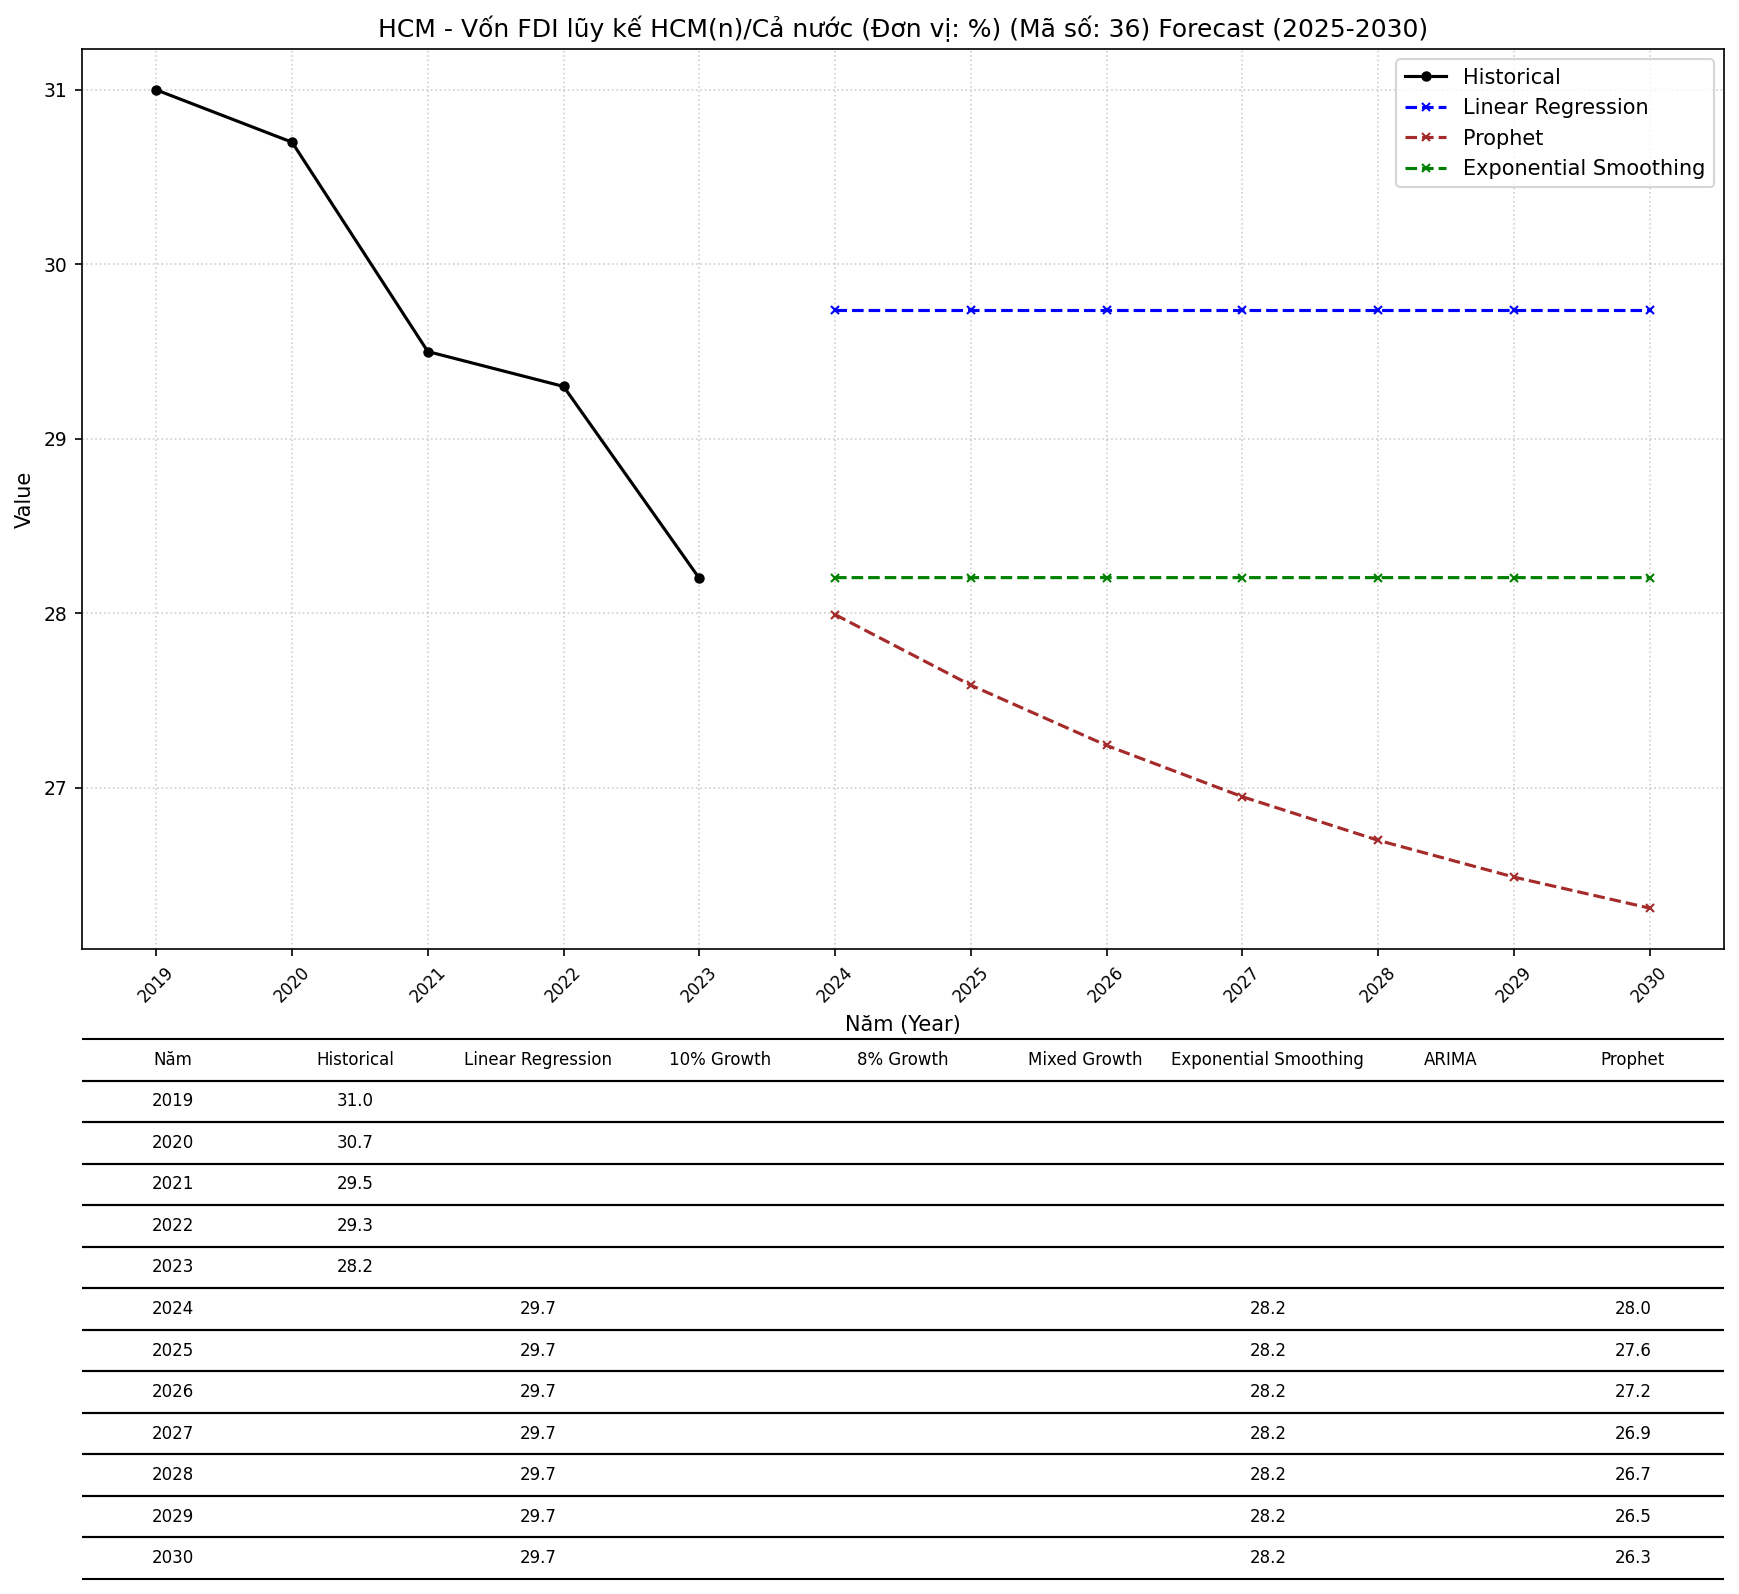 HCM - Vốn FDI lũy kế HCM(n)/Cả nước (Đơn vị: %) (Mã số: 36) Forecast (2025-2030)
Historical
Linear Regression
Prophet
Exponential Smoothing
31
30
29
28
27
Value
2019 2020 2021 2022 2023 2024 2025 2026 2027 2028 2029 2030
Năm (Year)
Năm Historical Linear Regression 10% Growth 8% Growth Mixed Growth Exponential Smoothing ARIMA Prophet
2019 31.0
2020 30.7
2021 29.5
2022 29.3
2023 28.2
2024 29.7 28.2 28.0
2025 29.7 28.2 27.6
2026 29.7 28.2 27.2
2027 29.7 28.2 26.9
2028 29.7 28.2 26.7
2029 29.7 28.2 26.5
2030 29.7 28.2 26.3